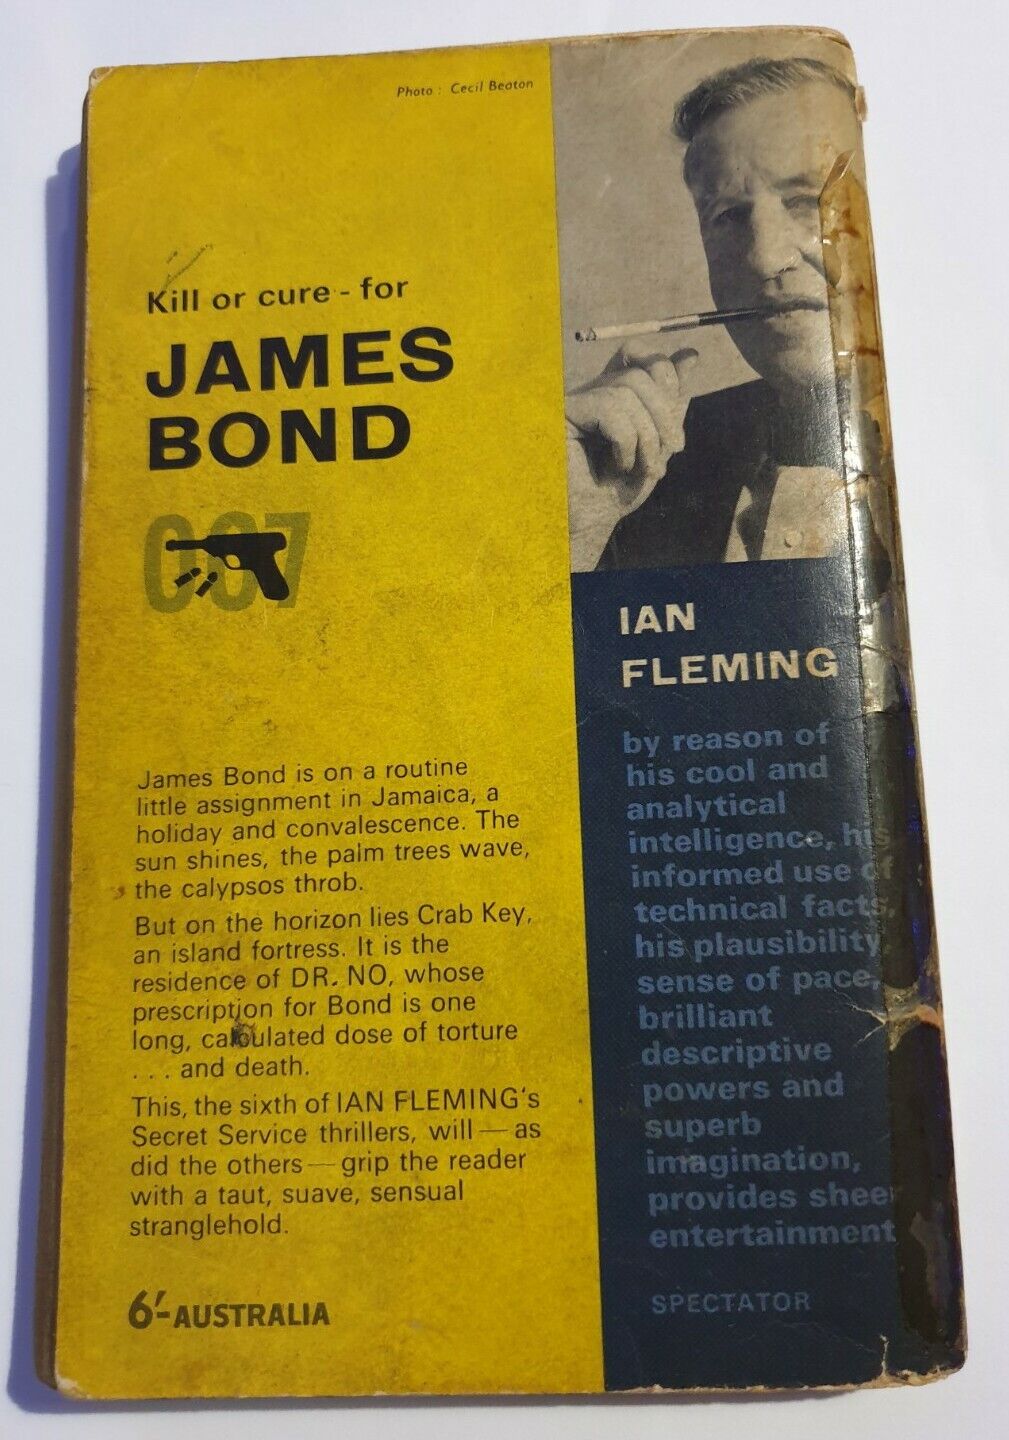 Photo: Cecil Beaton
Kill or cure - for
JAMES
BOND
007
James Bond is on a routine
little assignment in Jamaica, a
holiday and convalescence. The
sun shines, the palm trees wave,
the calypsos throb.
But on the horizon lies Crab Key,
an island fortress. It is the
residence of DR. NO, whose
prescription for Bond is one
long, calculated dose of torture
. . . and death.
This, the sixth of IAN FLEMING's
Secret Service thrillers, will — as
did the others — grip the reader
with a taut, suave, sensual
stranglehold.
6/- AUSTRALIA
IAN
FLEMING
by reason of
his cool and
analytical
intelligence, his
informed use of
technical facts,
his plausibility,
sense of pace,
brilliant
descriptive
powers and
superb
imagination,
provides sheer
entertainment
SPECTATOR